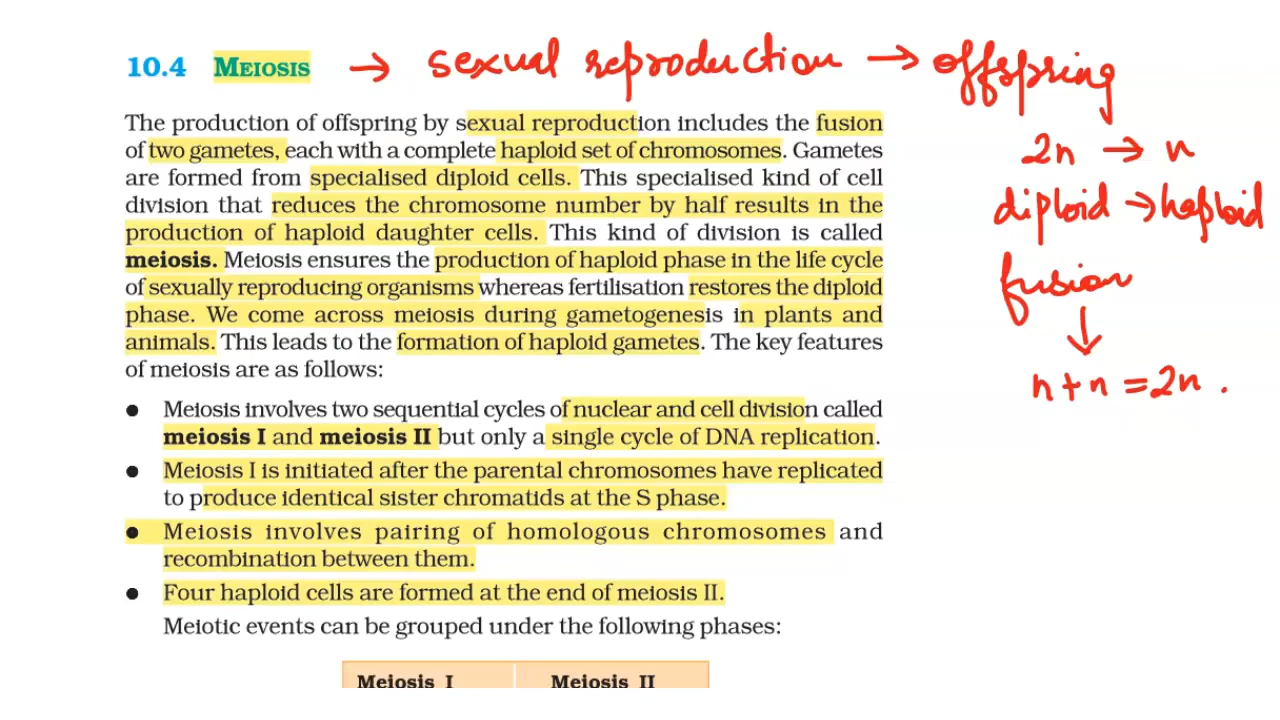 10.4 MEIOSIS → sexual reproduction → offspring
The production of offspring by sexual reproduction includes the fusion
of two gametes, each with a complete haploid set of chromosomes. Gametes
are formed from specialised diploid cells. This specialised kind of cell
division that reduces the chromosome number by half results in the
production of haploid daughter cells. This kind of division is called
meiosis. Meiosis ensures the production of haploid phase in the life cycle
of sexually reproducing organisms whereas fertilisation restores the diploid
phase. We come across meiosis during gametogenesis in plants and
animals. This leads to the formation of haploid gametes. The key features
of meiosis are as follows:
● Meiosis involves two sequential cycles of nuclear and cell division called
meiosis I and meiosis II but only a single cycle of DNA replication.
● Meiosis I is initiated after the parental chromosomes have replicated
to produce identical sister chromatids at the S phase.
● Meiosis involves pairing of homologous chromosomes and
recombination between them.
● Four haploid cells are formed at the end of meiosis II.
Meiotic events can be grouped under the following phases:
Meiosis I Meiosis II
2n → n
diploid → haploid
fusion
↓
n + n = 2n .